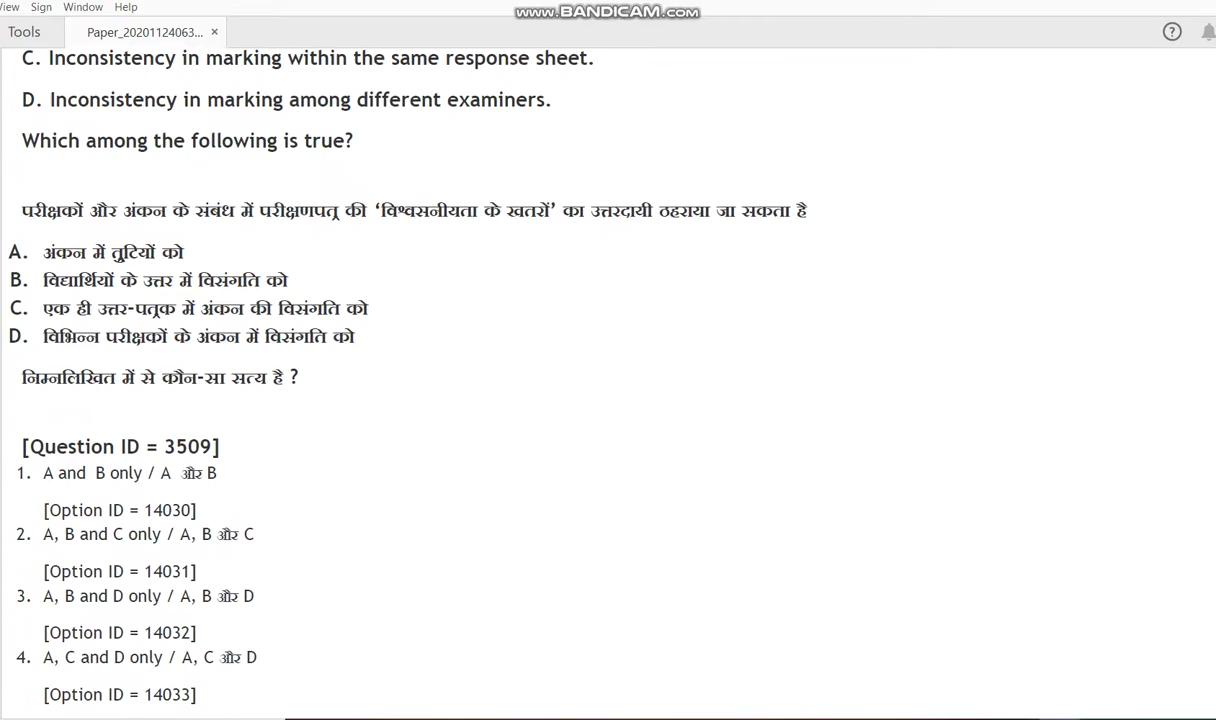 View Sign Window Help
www.BANDICAM.com
Tools Paper_20201124063... ×
C. Inconsistency in marking within the same response sheet.
D. Inconsistency in marking among different examiners.
Which among the following is true?
परीक्षकों और अंकन के संबंध में परीक्षणपत्र की ‘विश्वसनीयता के खतरों’ का उत्तरदायी ठहराया जा सकता है
A. अंकन में त्रुटियों को
B. विद्यार्थियों के उत्तर में विसंगति को
C. एक ही उत्तर-पत्रक में अंकन की विसंगति को
D. विभिन्न परीक्षकों के अंकन में विसंगति को
निम्नलिखित में से कौन-सा सत्य है ?
[Question ID = 3509]
1. A and B only / A और B
[Option ID = 14030]
2. A, B and C only / A, B और C
[Option ID = 14031]
3. A, B and D only / A, B और D
[Option ID = 14032]
4. A, C and D only / A, C और D
[Option ID = 14033]